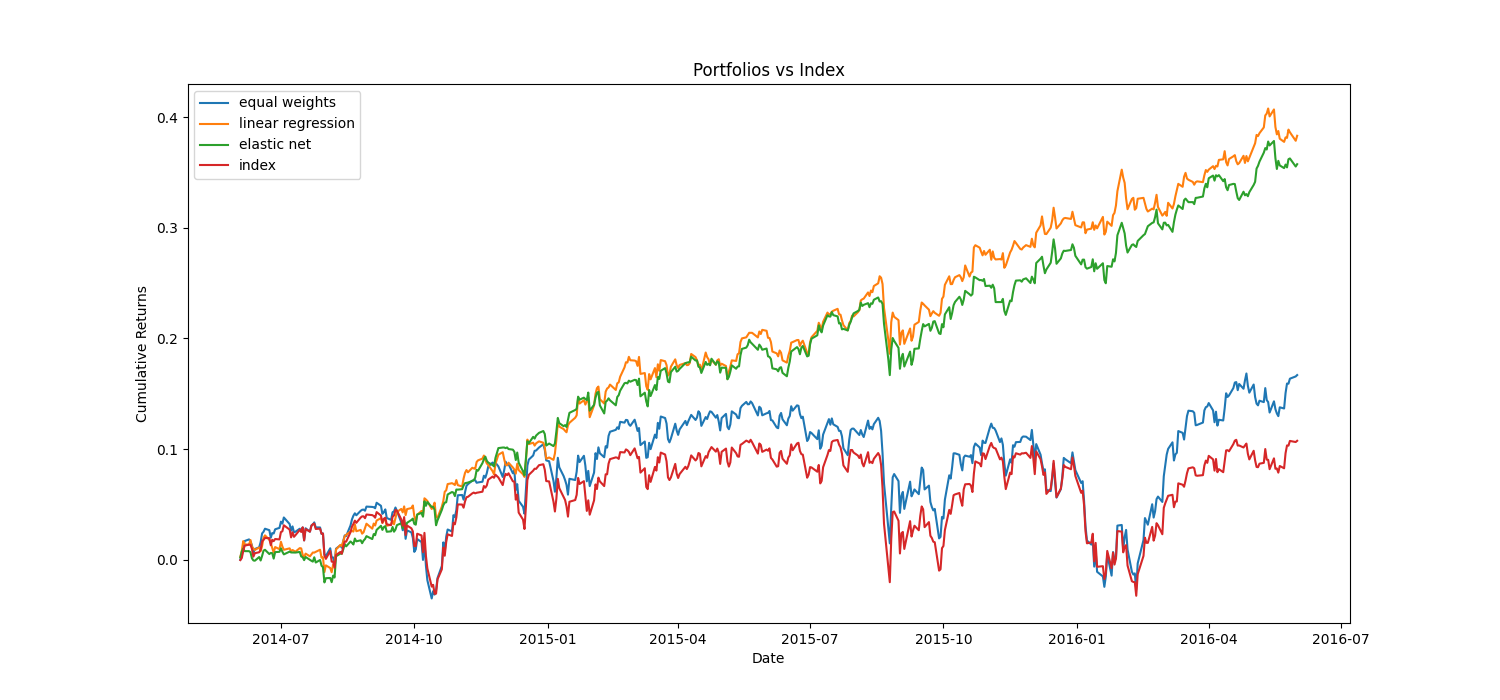 Portfolios vs Index
equal weights
linear regression
elastic net
index
Cumulative Returns
0.4
0.3
0.2
0.1
0.0
2014-07 2014-10 2015-01 2015-04 2015-07 2015-10 2016-01 2016-04 2016-07
Date